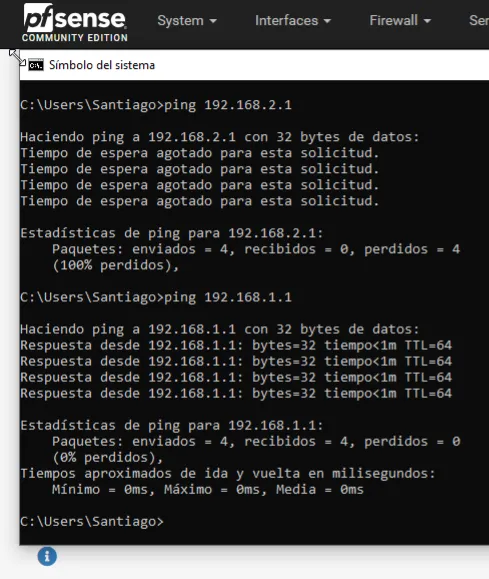 pfsense
COMMUNITY EDITION
System
Interfaces
Firewall
Ser
Símbolo del sistema
C:\Users\Santiago>ping 192.168.2.1
Haciendo ping a 192.168.2.1 con 32 bytes de datos:
Tiempo de espera agotado para esta solicitud.
Tiempo de espera agotado para esta solicitud.
Tiempo de espera agotado para esta solicitud.
Tiempo de espera agotado para esta solicitud.
Estadísticas de ping para 192.168.2.1:
Paquetes: enviados = 4, recibidos = 0, perdidos = 4
(100% perdidos),
C:\Users\Santiago>ping 192.168.1.1
Haciendo ping a 192.168.1.1 con 32 bytes de datos:
Respuesta desde 192.168.1.1: bytes=32 tiempo<1m TTL=64
Respuesta desde 192.168.1.1: bytes=32 tiempo<1m TTL=64
Respuesta desde 192.168.1.1: bytes=32 tiempo<1m TTL=64
Respuesta desde 192.168.1.1: bytes=32 tiempo<1m TTL=64
Estadísticas de ping para 192.168.1.1:
Paquetes: enviados = 4, recibidos = 4, perdidos = 0
(0% perdidos),
Tiempos aproximados de ida y vuelta en milisegundos:
Mínimo = 0ms, Máximo = 0ms, Media = 0ms
C:\Users\Santiago>